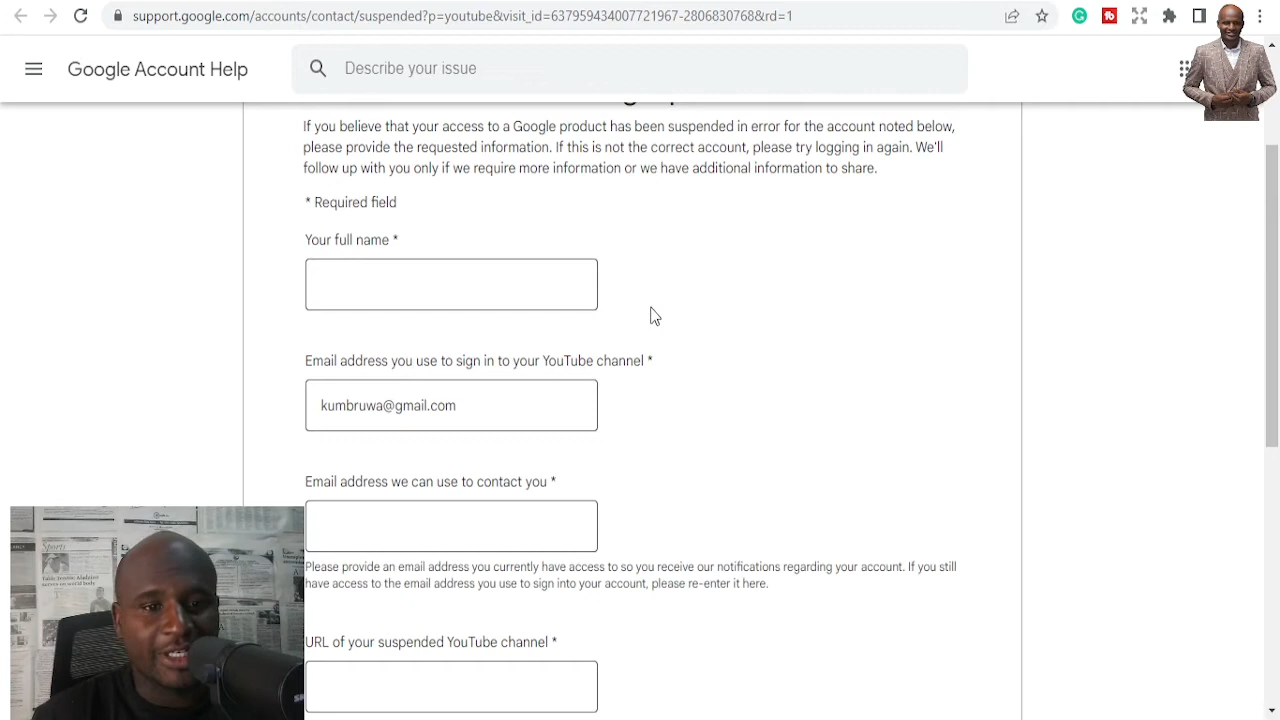 support.google.com/accounts/contact/suspended?p=youtube&visit_id=637959434007721967-2806830768&rd=1
Google Account Help
Describe your issue
If you believe that your access to a Google product has been suspended in error for the account noted below,
please provide the requested information. If this is not the correct account, please try logging in again. We'll
follow up with you only if we require more information or we have additional information to share.
* Required field
Your full name *
Email address you use to sign in to your YouTube channel *
kumbruwa@gmail.com
Email address we can use to contact you *
Please provide an email address you currently have access to so you receive our notifications regarding your account. If you still
have access to the email address you use to sign into your account, please re-enter it here.
URL of your suspended YouTube channel *
Sports